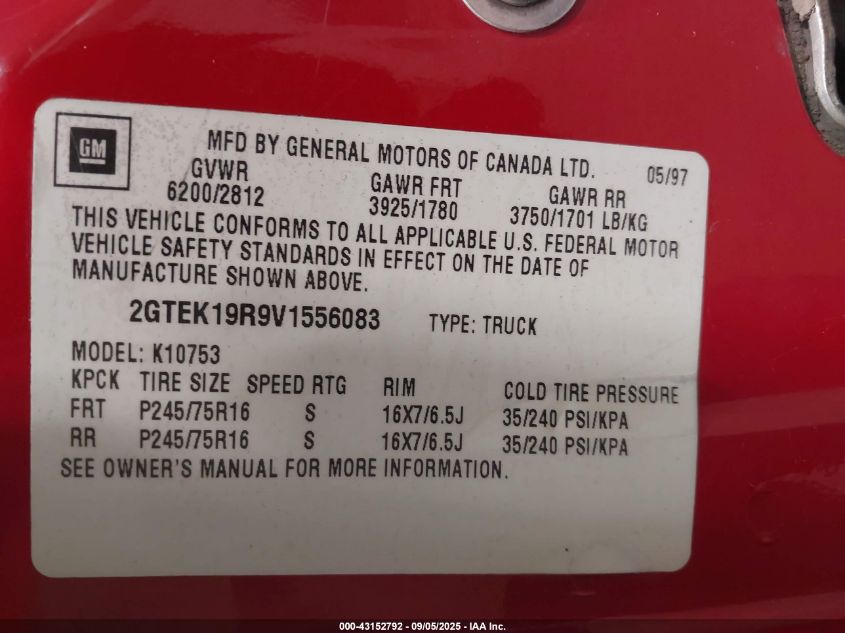 GM
MFD BY GENERAL MOTORS OF CANADA LTD. 05/97
GVWR GAWR FRT GAWR RR
6200/2812 3925/1780 3750/1701 LB/KG
THIS VEHICLE CONFORMS TO ALL APPLICABLE U.S. FEDERAL MOTOR
VEHICLE SAFETY STANDARDS IN EFFECT ON THE DATE OF
MANUFACTURE SHOWN ABOVE.
2GTEK19R9V1556083 TYPE: TRUCK
MODEL: K10753
KPCK TIRE SIZE SPEED RTG RIM COLD TIRE PRESSURE
FRT P245/75R16 S 16X7/6.5J 35/240 PSI/KPA
RR P245/75R16 S 16X7/6.5J 35/240 PSI/KPA
SEE OWNER'S MANUAL FOR MORE INFORMATION.
000-43152792 - 09/05/2025 - IAA Inc.